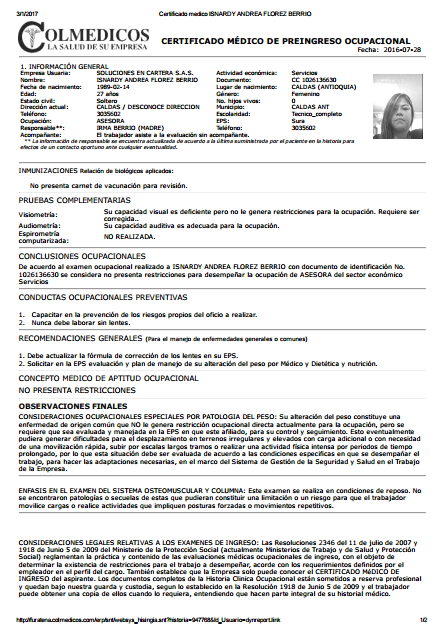 3/1/2017 Certificado medico ISNARDY ANDREA FLOREZ BERRIO
COLMEDICOS
LA SALUD DE SU EMPRESA
CERTIFICADO MÉDICO DE PREINGRESO OCUPACIONAL
Fecha: 2016-07-28
1. INFORMACIÓN GENERAL
Empresa Usuaria: SOLUCIONES EN CARTERA S.A.S. Actividad económica: Servicios
Nombre: ISNARDY ANDREA FLOREZ BERRIO Documento: CC 1026136630
Fecha de nacimiento: 1989-02-14 Lugar de nacimiento: CALDAS (ANTIOQUIA)
Edad: 27 años Género: Femenino
Estado civil: Soltero No. hijos vivos: 0
Dirección actual: CALDAS / DESCONOCE DIRECCION Municipio: CALDAS ANT
Teléfono: 3035602 Escolaridad: Tecnico_completo
Ocupación: ASESORA EPS: Sura
Responsable**: IRMA BERRIO (MADRE) Teléfono: 3035602
Acompañante: El trabajador asiste a la evaluación sin acompañante.
** La información de responsable se encuentra actualizada de acuerdo a la última suministrada por el paciente en la historia para
efectos de un contacto oportuno ante cualquier eventualidad.
INMUNIZACIONES Relación de biológicos aplicados:
No presenta carnet de vacunación para revisión.
PRUEBAS COMPLEMENTARIAS
Visiometría: Su capacidad visual es deficiente pero no le genera restricciones para la ocupación. Requiere ser
corregida..
Audiometría: Su capacidad auditiva es adecuada para la ocupación.
Espirometría
computarizada: NO REALIZADA.
CONCLUSIONES OCUPACIONALES
De acuerdo al examen ocupacional realizado a ISNARDY ANDREA FLOREZ BERRIO con documento de identificación No.
1026136630 se considera no presenta restricciones para desempeñar la ocupación de ASESORA del sector económico
Servicios
CONDUCTAS OCUPACIONALES PREVENTIVAS
1. Capacitar en la prevención de los riesgos propios del oficio a realizar.
2. Nunca debe laborar sin lentes.
RECOMENDACIONES GENERALES (Para el manejo de enfermedades generales o comunes)
1. Debe actualizar la fórmula de corrección de los lentes en su EPS.
2. Solicitar en la EPS evaluación y plan de manejo de su alteración del peso por Médico y Dietética y nutrición.
CONCEPTO MEDICO DE APTITUD OCUPACIONAL
NO PRESENTA RESTRICCIONES
OBSERVACIONES FINALES
CONSIDERACIONES OCUPACIONALES ESPECIALES POR PATOLOGIA DEL PESO: Su alteración del peso constituye una
enfermedad de origen común que NO le genera restricción ocupacional directa actualmente para la ocupación, pero se
requiere que sea evaluada y manejada en la EPS en que este afiliado, para su control y seguimiento. Esto eventualmente
pudiera generar dificultades para el desplazamiento en terrenos irregulares y elevados con carga adicional o con necesidad
de una movilización rápida, subir por escalas largos tramos o realizar una actividad física intensa por periodos de tiempo
prolongado, por lo que esta situación debe ser evaluada de acuerdo a las condiciones especificas en que se desempañar el
trabajo, para hacer las adaptaciones necesarias, en el marco del Sistema de Gestión de la Seguridad y Salud en el Trabajo
de la Empresa.
ENFASIS EN EL EXAMEN DEL SISTEMA OSTEOMUSCULAR Y COLUMNA: Este examen se realiza en condiciones de reposo. No
se encontraron patologías o secuelas de estas que pudieran constituir una limitación o un riesgo para que el trabajador
movilice cargas o realice actividades que impliquen posturas forzadas o movimientos repetitivos.
CONSIDERACIONES LEGALES RELATIVAS A LOS EXAMENES DE INGRESO: Las Resoluciones 2346 del 11 de julio de 2007 y
1918 de Junio 5 de 2009 del Ministerio de la Protección Social (actualmente Ministerios de Trabajo y de Salud y Protección
Social) reglamentan la práctica y contenido de las evaluaciones médicas ocupacionales de ingreso, con el objeto de
determinar la existencia de restricciones para el trabajo a desempeñar, acorde con los requerimientos definidos por el
empleador en el perfil del cargo. También establece que la Empresa solo puede conocer el CERTIFICADO MÉDICO DE
INGRESO del aspirante. Los documentos completos de la Historia Clínica Ocupacional están sometidos a reserva profesional
y quedan bajo nuestra guarda y custodia, según lo establecido en la Resolución 1918 de Junio 5 de 2009 y el trabajador
puede obtener una copia de ellos cuando lo requiera, entendiendo que hacen parte integral de su historial médico.
1/2